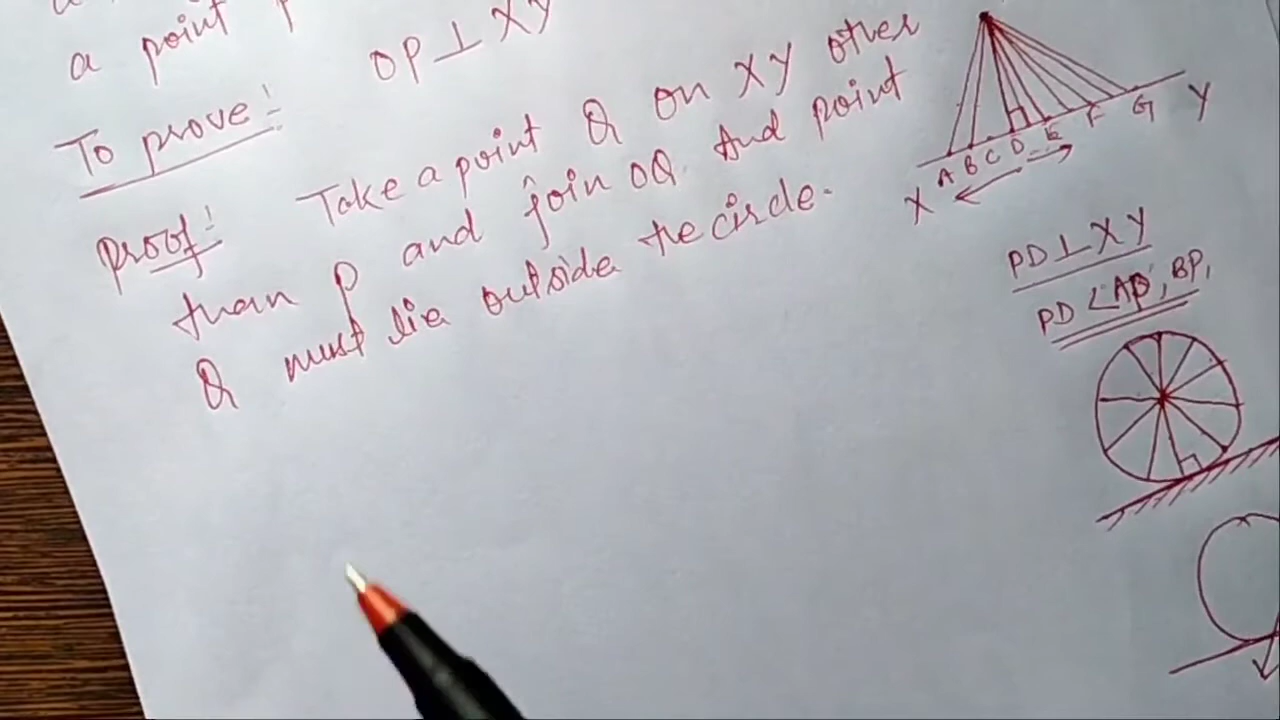 a point P
OP⊥XY
To prove:
Proof: Take a point Q on XY other
than P and join OQ. And point
Q must lie outside the circle.
A B C D E F G
X Y
PD⊥XY
PD<AP, BP,